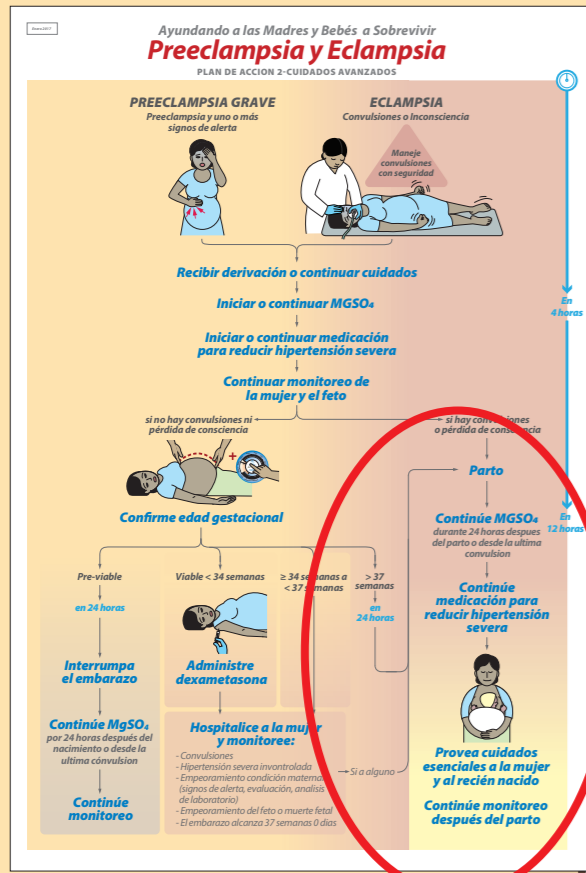 Enero 2017
Ayundando a las Madres y Bebés a Sobrevivir
Preeclampsia y Eclampsia
PLAN DE ACCION 2-CUIDADOS AVANZADOS
PREECLAMPSIA GRAVE
Preeclampsia y uno o más
signos de alerta
ECLAMPSIA
Convulsiones o Inconsciencia
Maneje
convulsiones
con seguridad
Recibir derivación o continuar cuidados
Iniciar o continuar MGSO₄
Iniciar o continuar medicación
para reducir hipertensión severa
Continuar monitoreo de
la mujer y el feto
En
4 horas
si no hay convulsiones ni
pérdida de consciencia
+
Confirme edad gestacional
si hay convulsiones
o pérdida de consciencia
Parto
En
12 horas
Continúe MGSO₄
durante 24 horas despues
del parto o desde la ultima
convulsion
Continúe
medicación para
reducir hipertensión
severa
Provea cuidados
esenciales a la mujer
y al recién nacido
Continúe monitoreo
después del parto
Pre-viable
en 24 horas
Interrumpa
el embarazo
Continúe MgSO₄
por 24 horas después del
nacimiento o desde la
ultima cónvulsion
Continúe
monitoreo
Viable < 34 semanas
Administre
dexametasona
≥ 34 semanas a
< 37 semanas
> 37
semanas
en
24 horas
Hospitalice a la mujer
y monitoree:
- Convulsiones
- Hipertensión severa invontrolada
- Empeoramiento condición materna
(signos de alerta, evaluación, analisis
de laboratorio)
- Empeoramiento del feto o muerte fetal
- El embarazo alcanza 37 semanas 0 días
Si a alguno